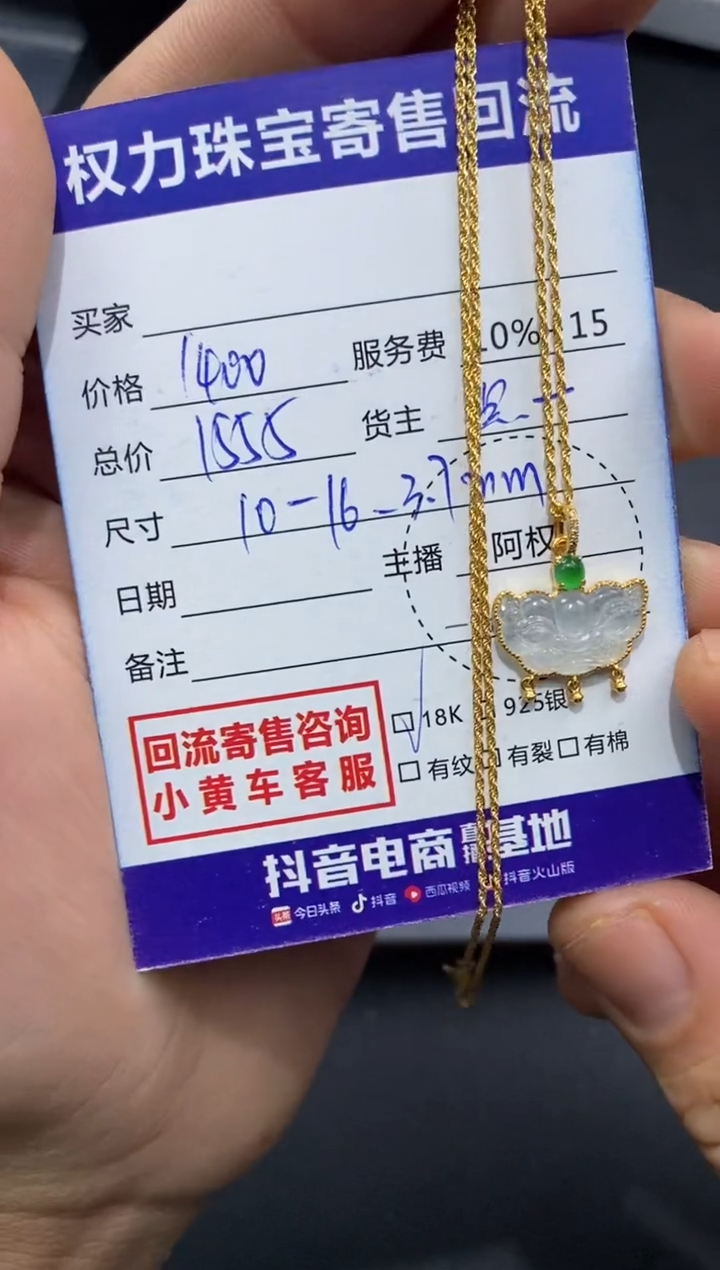 权力珠宝寄售回流
买家
价格 1400 服务费 10% 15
总价 1555 货主
尺寸 10-16-3.7mm
日期 主播 阿权
备注
回流寄售咨询
小黄车客服
18K 925银
有纹 有裂 有棉
抖音电商直播基地
头条 今日头条 抖音 西瓜视频 抖音火山版